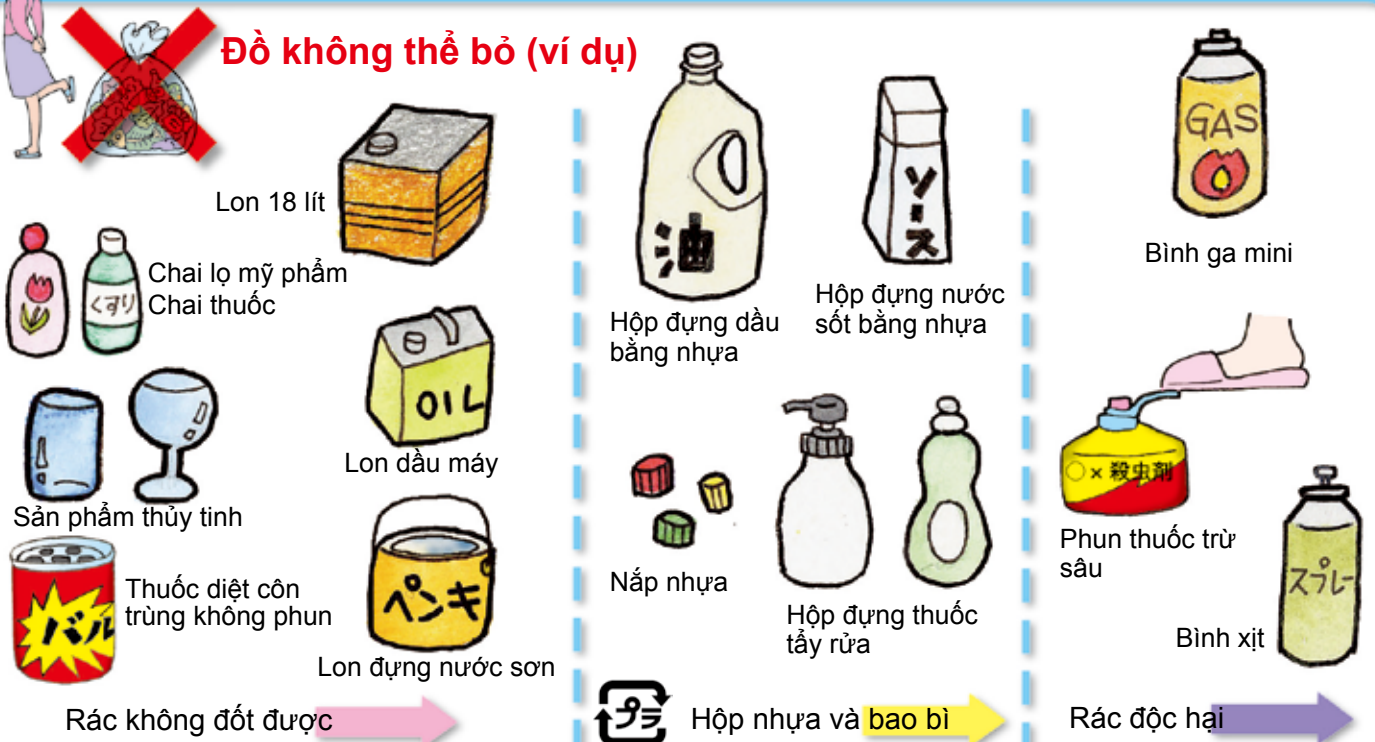 Đồ không thể bỏ (ví dụ)
Lon 18 lít
Chai lọ mỹ phẩm
Chai thuốc
くすり
OIL
Lon dầu máy
Sản phẩm thủy tinh
バル
Thuốc diệt côn
trùng không phun
ペンキ
Lon đựng nước sơn
Rác không đốt được
油
Hộp đựng dầu
bằng nhựa
ソース
Hộp đựng nước
sốt bằng nhựa
Nắp nhựa
Hộp đựng thuốc
tẩy rửa
プラ
Hộp nhựa và bao bì
GAS
Bình ga mini
○×殺虫剤
Phun thuốc trừ
sâu
スプレー
Bình xịt
Rác độc hại